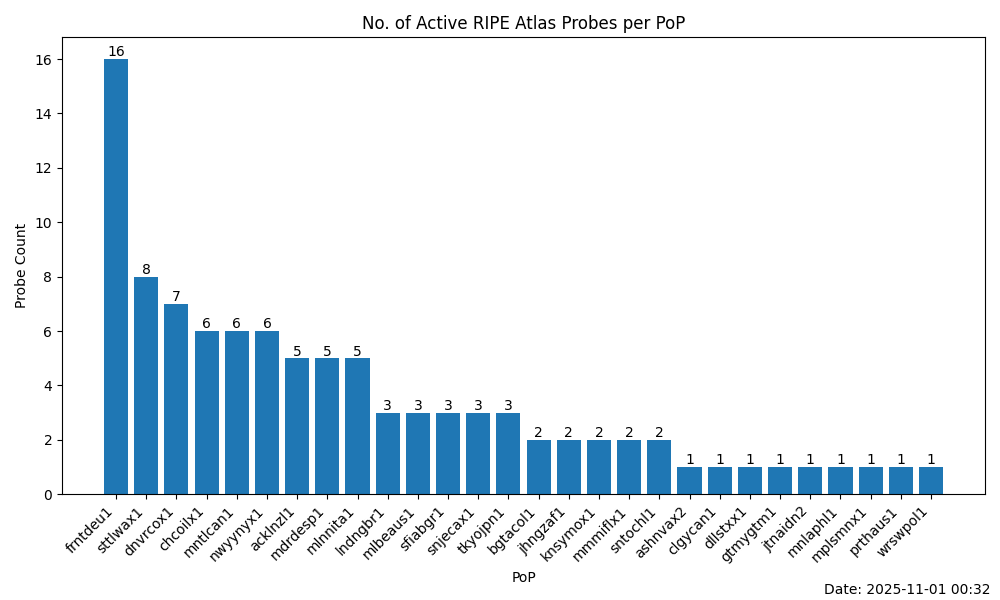 No. of Active RIPE Atlas Probes per PoP
Probe Count
16
14
12
10
8
6
4
2
0
16
8
7
6
6
6
5
5
5
3
3
3
3
3
2
2
2
2
2
1
1
1
1
1
1
1
1
1
frntdeu1
sttlwax1
dnvrcox1
chcoilx1
mntlcan1
nwyynyx1
acklnzl1
mdrdesp1
mlnmita1
lndngbr1
mlbeaus1
sfiabgr1
snjecax1
tkyojpn1
bgtacol1
jhngzaf1
knsymox1
mmmiflx1
sntochl1
ashnvax2
clgycan1
dllstxx1
gtmygtm1
jtnaidn2
mnlaphl1
mplsmnx1
prthaus1
wrswpol1
PoP
Date: 2025-11-01 00:32